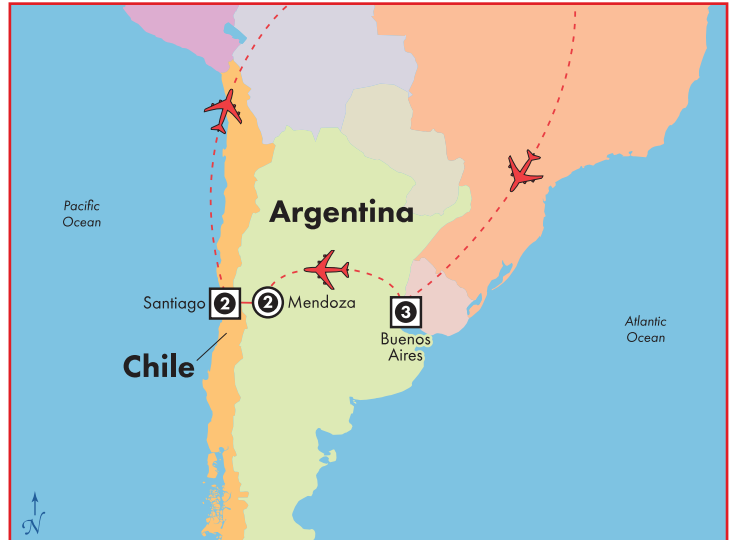 Pacific
Ocean
Argentina
Santiago
2
2
Mendoza
3
Buenos
Aires
Atlantic
Ocean
Chile
N